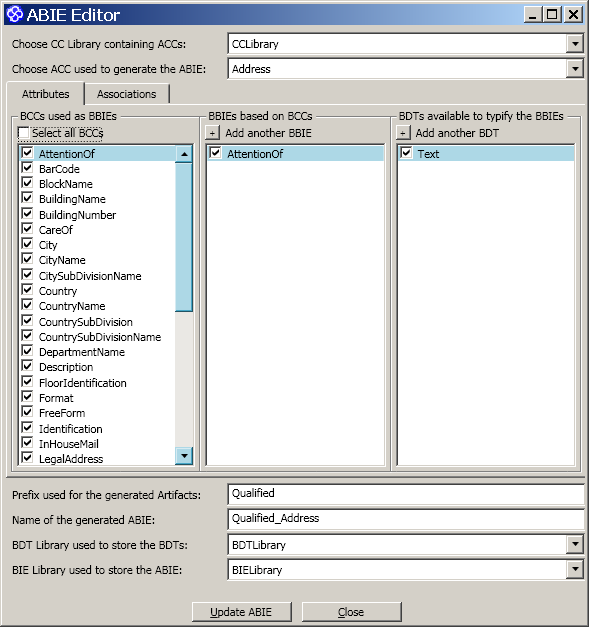 ABIE Editor
Choose CC Library containing ACCs:
CCLibrary
Choose ACC used to generate the ABIE:
Address
Attributes
Associations
BCCs used as BBIEs
Select all BCCs
AttentionOf
BarCode
BlockName
BuildingName
BuildingNumber
CareOf
City
CityName
CitySubDivisionName
Country
CountryName
CountrySubDivision
CountrySubDivisionName
DepartmentName
Description
FloorIdentification
Format
FreeForm
Identification
InHouseMail
LegalAddress
BBIEs based on BCCs
+ Add another BBIE
AttentionOf
BDTs available to typify the BBIEs
+ Add another BDT
Text
Prefix used for the generated Artifacts:
Qualified
Name of the generated ABIE:
Qualified_Address
BDT Library used to store the BDTs:
BDTLibrary
BIE Library used to store the ABIE:
BIELibrary
Update ABIE
Close